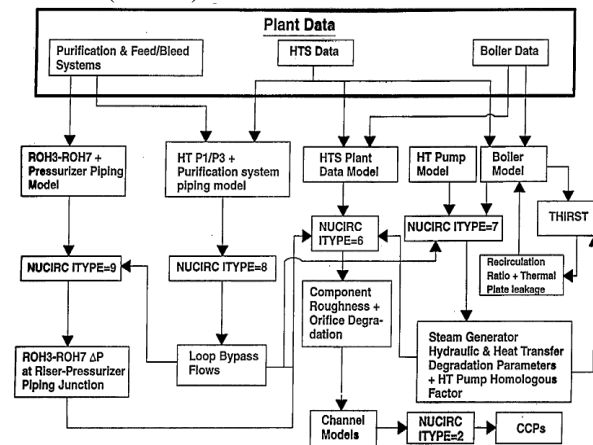 Plant Data
Purification & Feed/Bleed
Systems
HTS Data
Boiler Data
ROH3-ROH7 +
Pressurizer Piping
Model
HT P1/P3 +
Purification system
piping model
HTS Plant
Data Model
HT Pump
Model
Boiler
Model
THIRST
NUCIRC
ITYPE=6
NUCIRC ITYPE=7
NUCIRC ITYPE=9
NUCIRC ITYPE=8
Recirculation
Ratio + Thermal
Plate leakage
Component
Roughness +
Orifice Degra-
dation
ROH3-ROH7 ΔP
at Riser-Pressurizer
Piping Junction
Loop Bypass
Flows
Steam Generator
Hydraulic & Heat Transfer
Degradation Parameters
+ HT Pump Homologous
Factor
Channel
Models
NUCIRC
ITYPE=2
CCPs